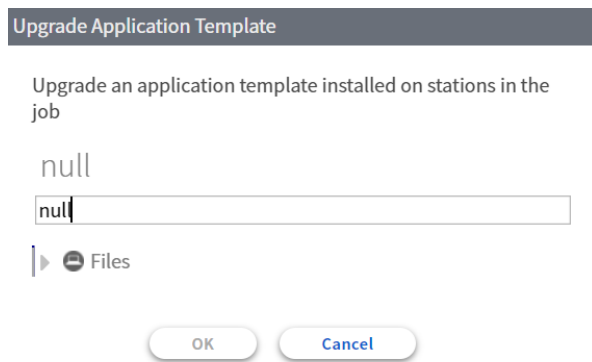 Upgrade Application Template
Upgrade an application template installed on stations in the
job
null
null
Files
OK
Cancel